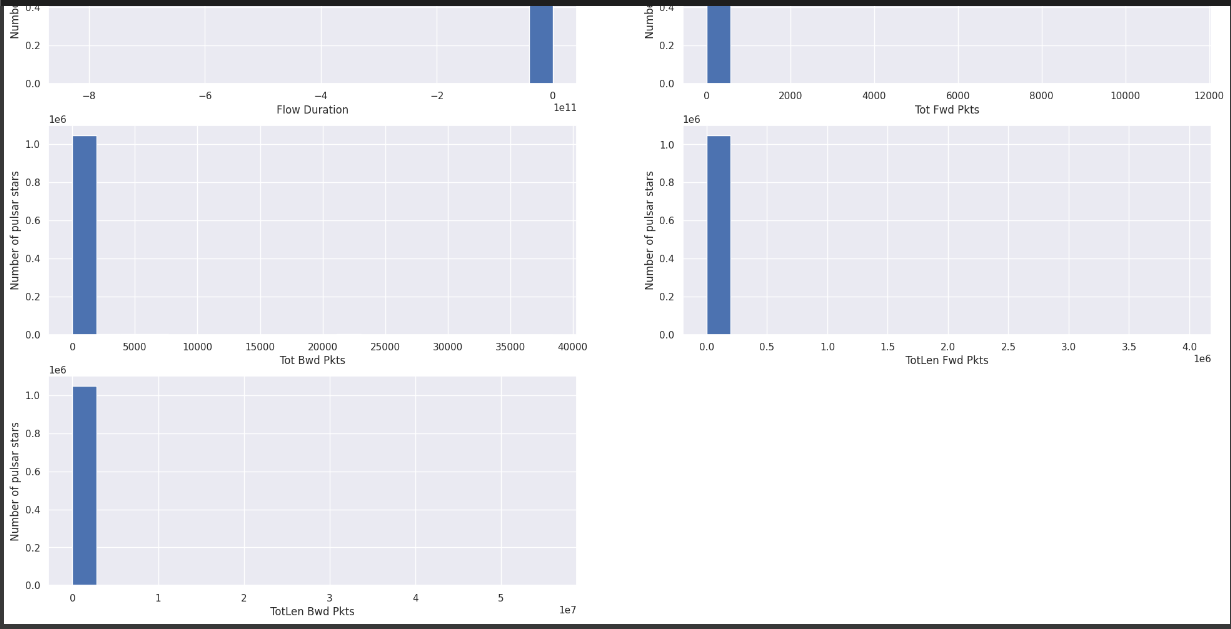 0.4
0.2
0.0
−8 −6 −4 −2 0
1e11
Flow Duration
0.4
0.2
0.0
0 2000 4000 6000 8000 10000 12000
Tot Fwd Pkts
1e6
1.0
0.8
0.6
0.4
0.2
0.0
Number of pulsar stars
0 5000 10000 15000 20000 25000 30000 35000 40000
Tot Bwd Pkts
1e6
1.0
0.8
0.6
0.4
0.2
0.0
Number of pulsar stars
0.0 0.5 1.0 1.5 2.0 2.5 3.0 3.5 4.0
1e6
TotLen Fwd Pkts
1e6
1.0
0.8
0.6
0.4
0.2
0.0
Number of pulsar stars
0 1 2 3 4 5
1e7
TotLen Bwd Pkts